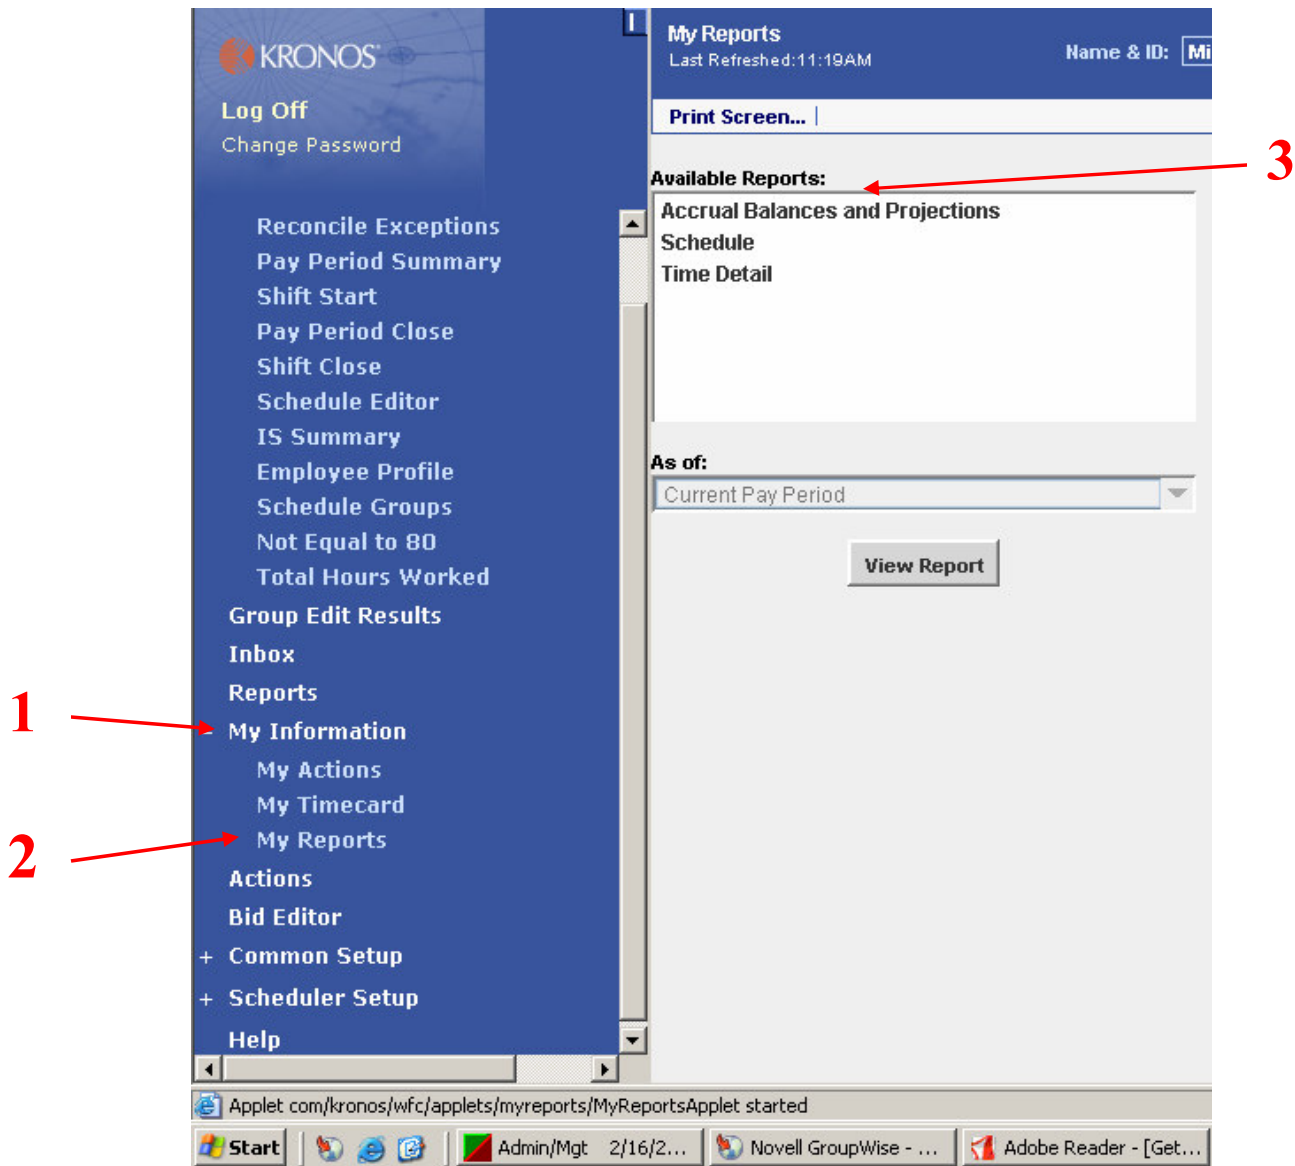 KRONOS
Log Off
Change Password
Reconcile Exceptions
Pay Period Summary
Shift Start
Pay Period Close
Shift Close
Schedule Editor
IS Summary
Employee Profile
Schedule Groups
Not Equal to 80
Total Hours Worked
Group Edit Results
Inbox
Reports
1
- My Information
My Actions
My Timecard
2
My Reports
Actions
Bid Editor
+ Common Setup
+ Scheduler Setup
Help
My Reports
Last Refreshed:11:19AM
Name & ID: Mi
Print Screen... |
3
Available Reports:
Accrual Balances and Projections
Schedule
Time Detail
As of:
Current Pay Period
View Report
Applet com/kronos/wfc/applets/myreports/MyReportsApplet started
Start
Admin/Mgt 2/16/2...
Novell GroupWise - ...
Adobe Reader - [Get...